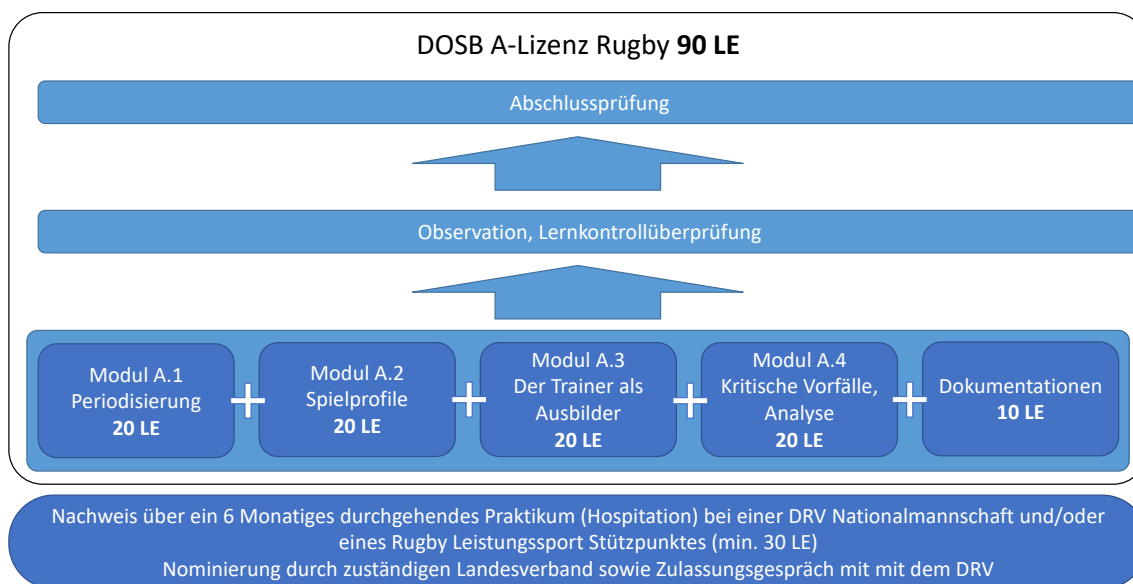 DOSB A-Lizenz Rugby 90 LE
Abschlussprüfung
Observation, Lernkontrollüberprüfung
Modul A.1
Periodisierung
20 LE
+
Modul A.2
Spielprofile
20 LE
+
Modul A.3
Der Trainer als
Ausbilder
20 LE
+
Modul A.4
Kritische Vorfälle,
Analyse
20 LE
+
Dokumentationen
10 LE
Nachweis über ein 6 Monatiges durchgehendes Praktikum (Hospitation) bei einer DRV Nationalmannschaft und/oder
eines Rugby Leistungssport Stützpunktes (min. 30 LE)
Nominierung durch zuständigen Landesverband sowie Zulassungsgespräch mit mit dem DRV